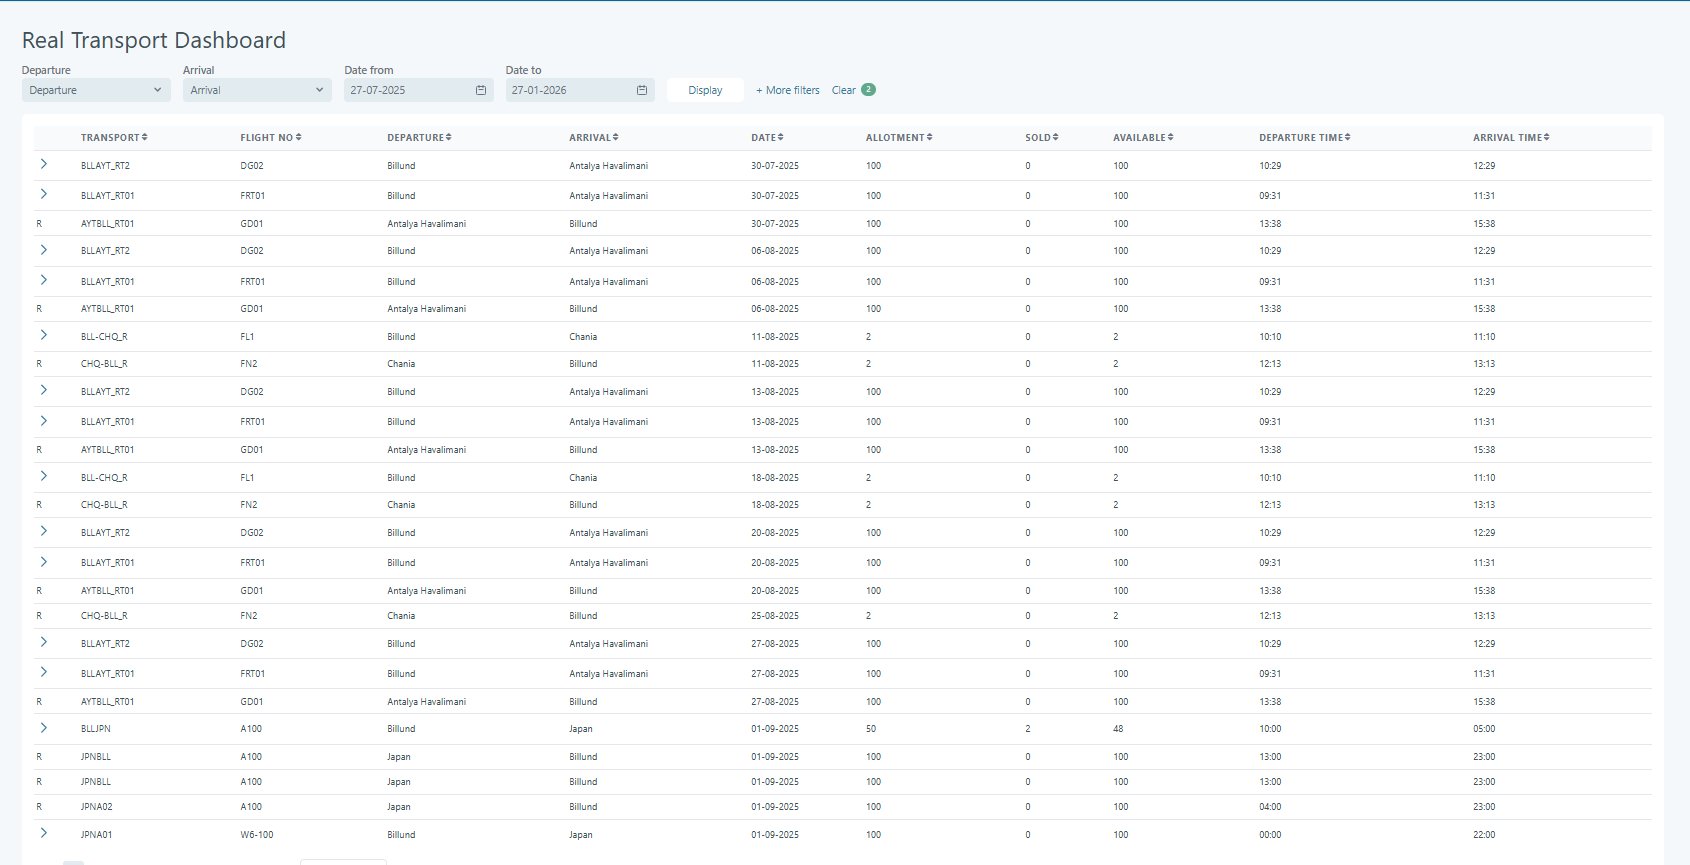 Real Transport Dashboard
Departure Arrival Date from Date to
Departure Arrival 27-07-2025 27-01-2026 Display + More filters Clear 2
TRANSPORT FLIGHT NO DEPARTURE ARRIVAL DATE ALLOTMENT SOLD AVAILABLE DEPARTURE TIME ARRIVAL TIME
BLLAYT_RT2 DG02 Billund Antalya Havalimani 30-07-2025 100 0 100 10:29 12:29
BLLAYT_RT01 FRT01 Billund Antalya Havalimani 30-07-2025 100 0 100 09:31 11:31
R AYTBLL_RT01 GD01 Antalya Havalimani Billund 30-07-2025 100 0 100 13:38 15:38
BLLAYT_RT2 DG02 Billund Antalya Havalimani 06-08-2025 100 0 100 10:29 12:29
BLLAYT_RT01 FRT01 Billund Antalya Havalimani 06-08-2025 100 0 100 09:31 11:31
R AYTBLL_RT01 GD01 Antalya Havalimani Billund 06-08-2025 100 0 100 13:38 15:38
BLL-CHQ_R FL1 Billund Chania 11-08-2025 2 0 2 10:10 11:10
R CHQ-BLL_R FN2 Chania Billund 11-08-2025 2 0 2 12:13 13:13
BLLAYT_RT2 DG02 Billund Antalya Havalimani 13-08-2025 100 0 100 10:29 12:29
BLLAYT_RT01 FRT01 Billund Antalya Havalimani 13-08-2025 100 0 100 09:31 11:31
R AYTBLL_RT01 GD01 Antalya Havalimani Billund 13-08-2025 100 0 100 13:38 15:38
BLL-CHQ_R FL1 Billund Chania 18-08-2025 2 0 2 10:10 11:10
R CHQ-BLL_R FN2 Chania Billund 18-08-2025 2 0 2 12:13 13:13
BLLAYT_RT2 DG02 Billund Antalya Havalimani 20-08-2025 100 0 100 10:29 12:29
BLLAYT_RT01 FRT01 Billund Antalya Havalimani 20-08-2025 100 0 100 09:31 11:31
R AYTBLL_RT01 GD01 Antalya Havalimani Billund 20-08-2025 100 0 100 13:38 15:38
R CHQ-BLL_R FN2 Chania Billund 25-08-2025 2 0 2 12:13 13:13
BLLAYT_RT2 DG02 Billund Antalya Havalimani 27-08-2025 100 0 100 10:29 12:29
BLLAYT_RT01 FRT01 Billund Antalya Havalimani 27-08-2025 100 0 100 09:31 11:31
R AYTBLL_RT01 GD01 Antalya Havalimani Billund 27-08-2025 100 0 100 13:38 15:38
BLLJPN A100 Billund Japan 01-09-2025 50 2 48 10:00 05:00
R JPNBLL A100 Japan Billund 01-09-2025 100 0 100 13:00 23:00
R JPNBLL A100 Japan Billund 01-09-2025 100 0 100 13:00 23:00
R JPNA02 A100 Japan Billund 01-09-2025 100 0 100 04:00 23:00
JPNA01 W6-100 Billund Japan 01-09-2025 100 0 100 00:00 22:00